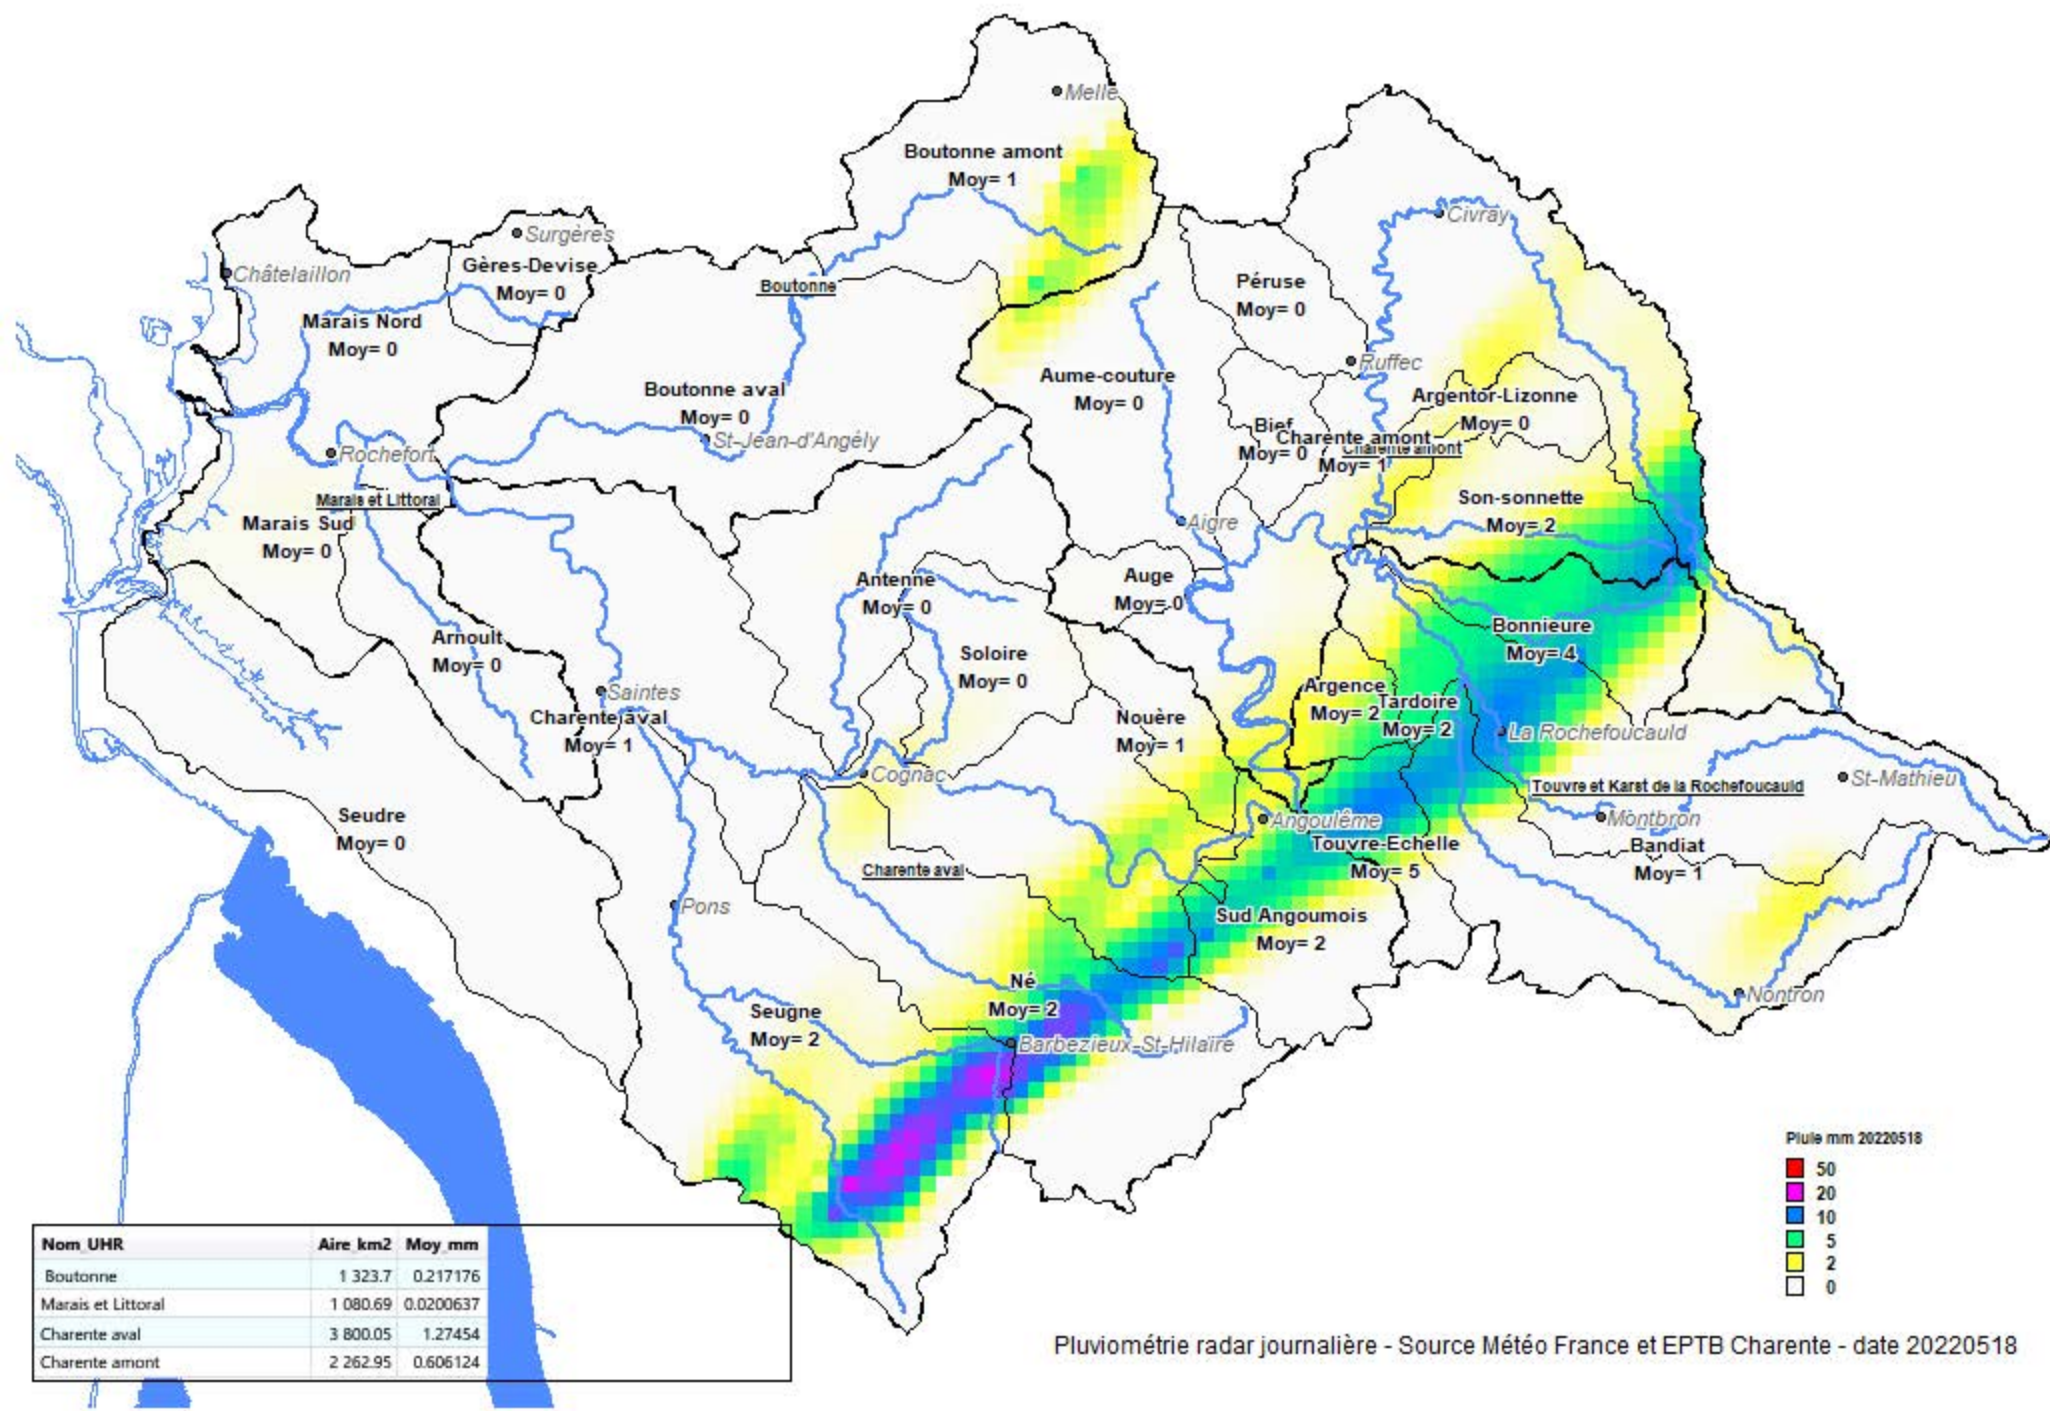 Melle
Boutonne amont
Moy= 1
Civray
Surgères
Châtelaillon
Gères-Devise
Moy= 0
Boutonne
Péruse
Moy= 0
Marais Nord
Moy= 0
Ruffec
Boutonne aval
Moy= 0
Aume-couture
Moy= 0
Argentor-Lizonne
Moy= 0
Bief
Moy= 0
Charente amont
Moy= 1
Charente amont
St-Jean-d'Angély
Rochefort
Marais et Littoral
Son-sonnette
Moy= 2
Marais Sud
Moy= 0
Aigre
Antenne
Moy= 0
Auge
Moy= 0
Arnoult
Moy= 0
Soloire
Moy= 0
Bonnieure
Moy= 4
Saintes
Charente aval
Moy= 1
Nouère
Moy= 1
Argence
Moy= 2
Tardoire
Moy= 2
La Rochefoucauld
Cognac
Touvre et Karst de la Rochefoucauld
St-Mathieu
Seudre
Moy= 0
Angoulême
Montbron
Touvre-Echelle
Moy= 5
Bandiat
Moy= 1
Charente aval
Pons
Sud Angoumois
Moy= 2
Né
Moy= 2
Nontron
Seugne
Moy= 2
Barbezieux-St-Hilaire
Pluie mm 20220518
50
20
10
5
2
0
Nom_UHR Aire_km2 Moy_mm
Boutonne 1 323.7 0.217176
Marais et Littoral 1 080.69 0.0200637
Charente aval 3 800.05 1.27454
Charente amont 2 262.95 0.606124
Pluviométrie radar journalière - Source Météo France et EPTB Charente - date 20220518